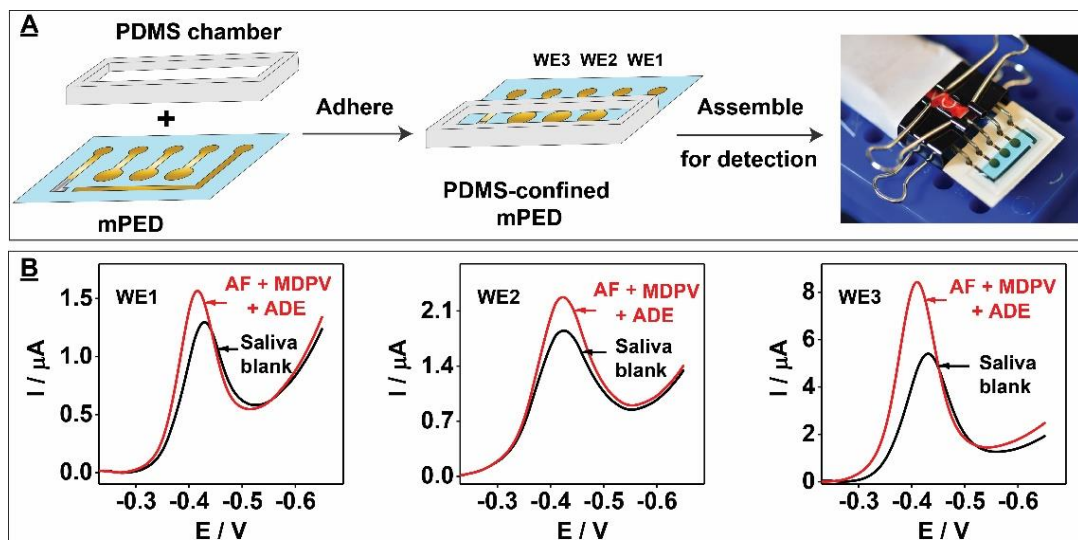 A
PDMS chamber
+
mPED
Adhere
WE3 WE2 WE1
PDMS-confined
mPED
Assemble
for detection
B
WE1
AF + MDPV
+ ADE
Saliva
blank
I / µA
1.5
1.0
0.5
0.0
-0.3 -0.4 -0.5 -0.6
E / V
WE2
AF + MDPV
+ ADE
Saliva
blank
I / µA
2.1
1.4
0.7
0.0
-0.3 -0.4 -0.5 -0.6
E / V
WE3
AF + MDPV
+ ADE
Saliva
blank
I / µA
8
6
4
2
0
-0.3 -0.4 -0.5 -0.6
E / V